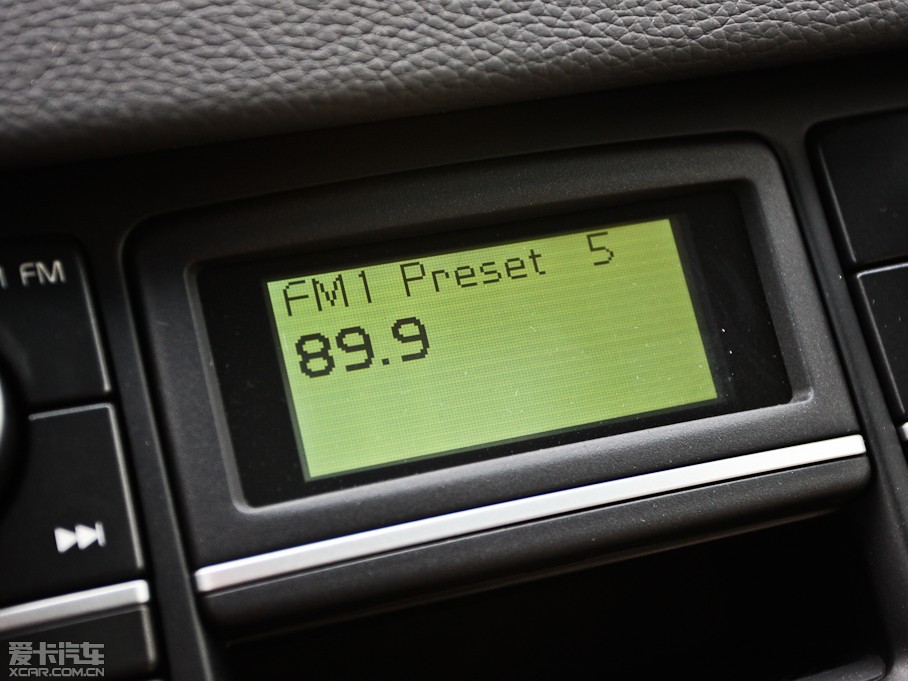 FM1 Preset 5
89.9
FM
爱卡汽车
XCAR.COM.CN